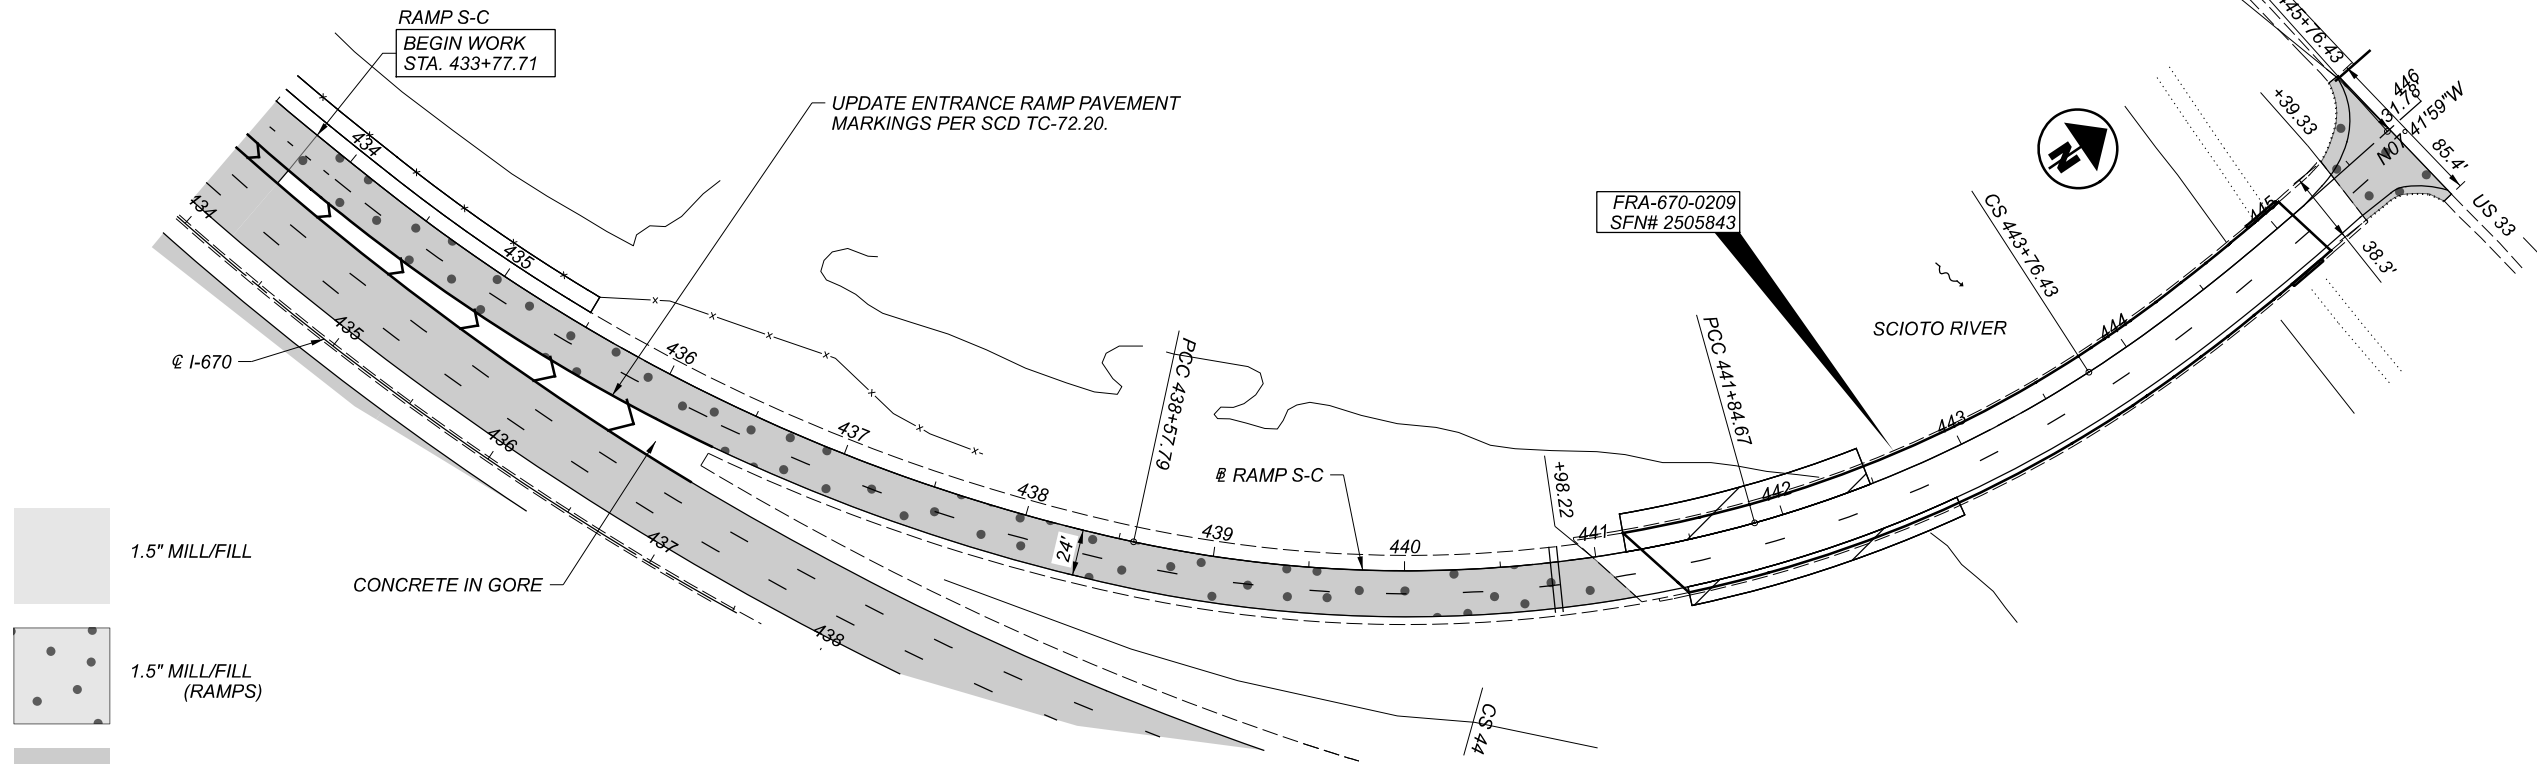 RAMP S-C
BEGIN WORK
STA. 433+77.71
UPDATE ENTRANCE RAMP PAVEMENT
MARKINGS PER SCD TC-72.20.
434
435
436
437
438
439
440
441
442
443
444
445
446
434
435
436
437
438
℄ I-670
CONCRETE IN GORE
24'
PCC 438+57.79
RAMP S-C
+98.22
PCC 441+84.67
FRA-670-0209
SFN# 2505843
SCIOTO RIVER
CS 443+76.43
N
+39.33
38.3'
445+76.43
31.78'
N07°41'59"W
85.4'
US 33
CS 44
1.5" MILL/FILL
1.5" MILL/FILL
(RAMPS)